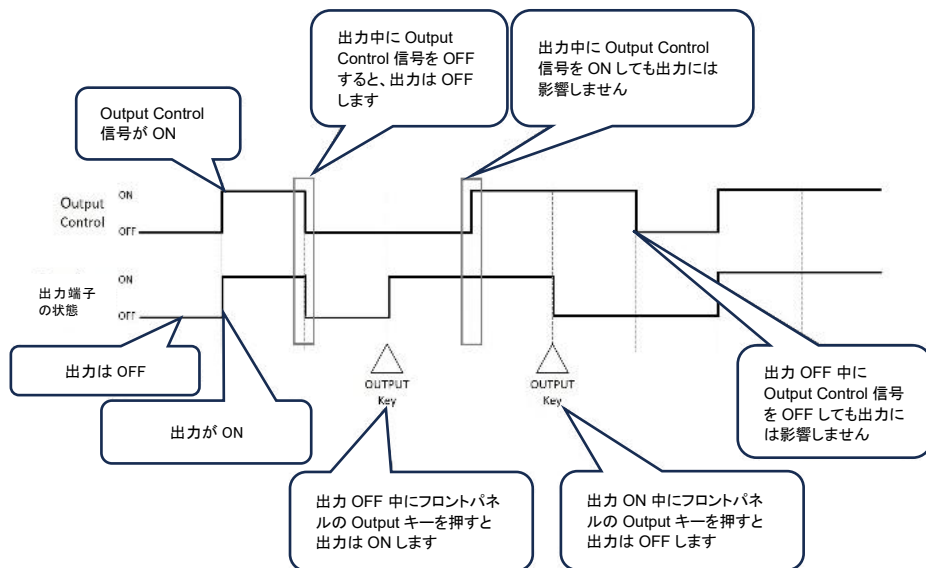 出力中に Output
Control 信号を OFF
すると、出力は OFF
します
出力中に Output Control
信号を ON しても出力には
影響しません
Output Control
信号が ON
Output
Control
ON
OFF
出力端子
の状態
ON
OFF
出力は OFF
出力が ON
OUTPUT
Key
OUTPUT
Key
出力 OFF 中に
Output Control 信号
を OFF しても出力に
は影響しません
出力 OFF 中にフロントパネ
ルの Output キーを押すと
出力は ON します
出力 ON 中にフロントパネ
ルの Output キーを押すと
出力は OFF します